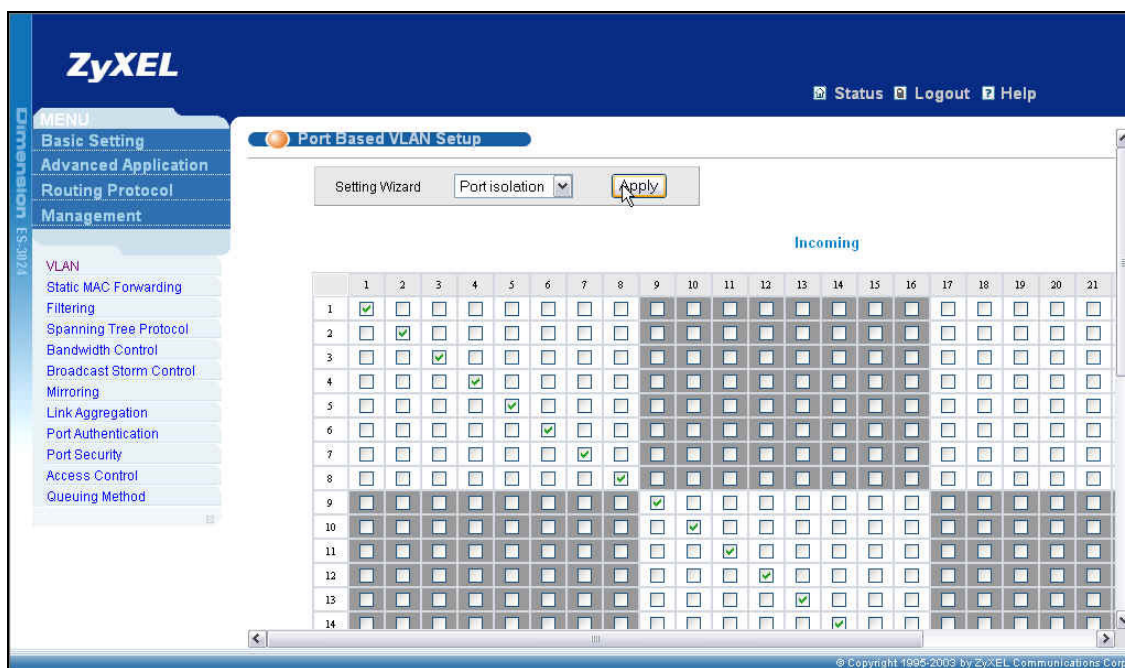 ZyXEL
Status Logout Help
Dimension ES-3024
MENU
Basic Setting
Advanced Application
Routing Protocol
Management
VLAN
Static MAC Forwarding
Filtering
Spanning Tree Protocol
Bandwidth Control
Broadcast Storm Control
Mirroring
Link Aggregation
Port Authentication
Port Security
Access Control
Queuing Method
Port Based VLAN Setup
Setting Wizard Port isolation Apply
Incoming
1 2 3 4 5 6 7 8 9 10 11 12 13 14 15 16 17 18 19 20 21
1
2
3
4
5
6
7
8
9
10
11
12
13
14
© Copyright 1995-2003 by ZyXEL Communications Corp